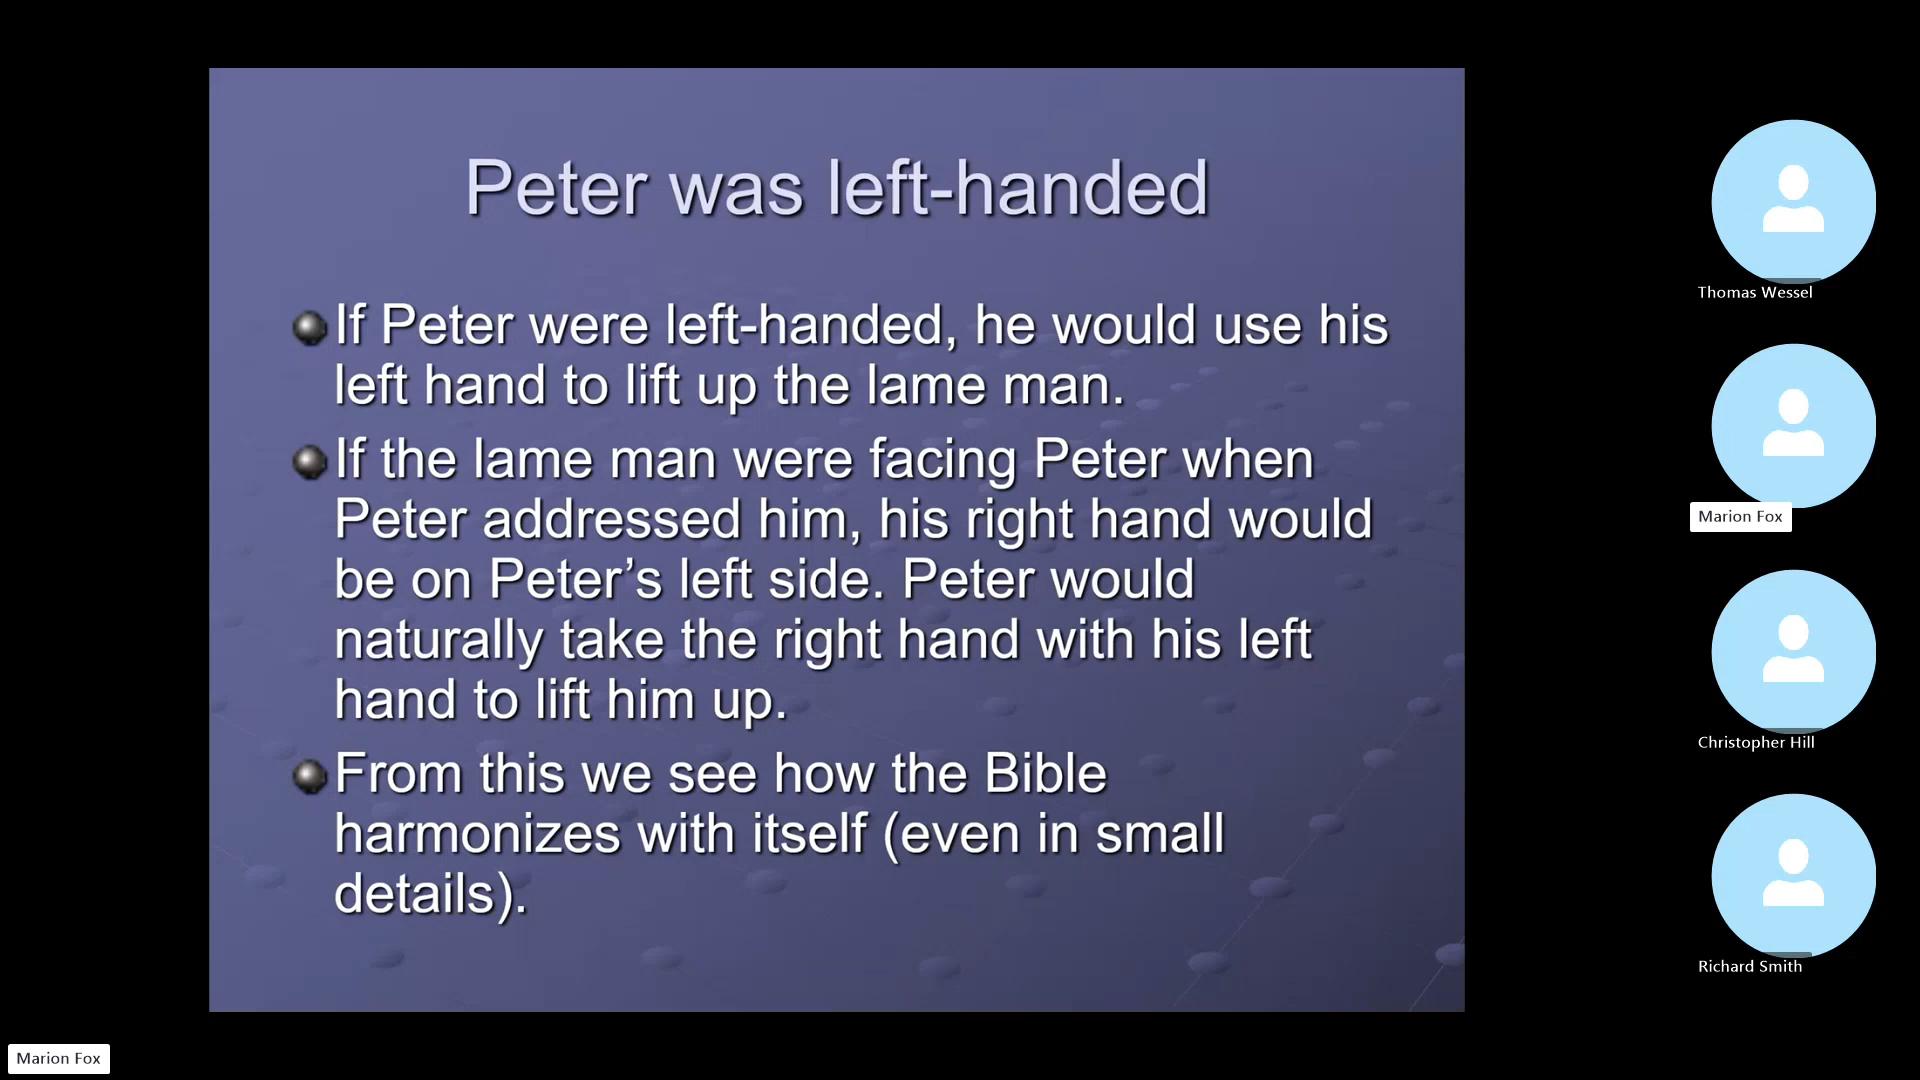 Peter was left-handed
If Peter were left-handed, he would use his
left hand to lift up the lame man.
If the lame man were facing Peter when
Peter addressed him, his right hand would
be on Peter’s left side. Peter would
naturally take the right hand with his left
hand to lift him up.
From this we see how the Bible
harmonizes with itself (even in small
details).
Thomas Wessel
Marion Fox
Christopher Hill
Richard Smith
Marion Fox